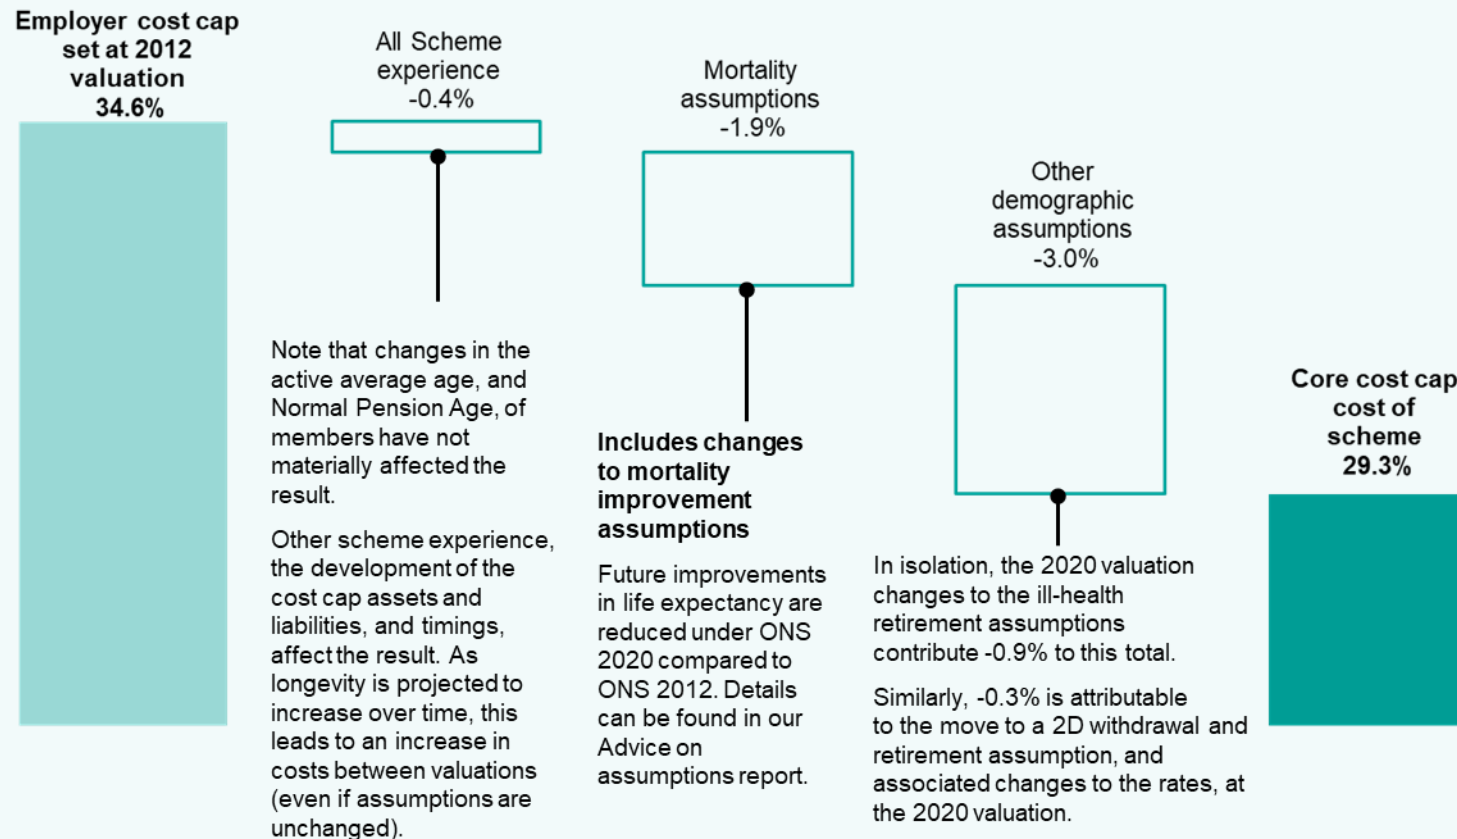 Employer cost cap
set at 2012
valuation
34.6%
All Scheme
experience
-0.4%
Note that changes in the
active average age, and
Normal Pension Age, of
members have not
materially affected the
result.
Other scheme experience,
the development of the
cost cap assets and
liabilities, and timings,
affect the result. As
longevity is projected to
increase over time, this
leads to an increase in
costs between valuations
(even if assumptions are
unchanged).
Mortality
assumptions
-1.9%
Includes changes
to mortality
improvement
assumptions
Future improvements
in life expectancy are
reduced under ONS
2020 compared to
ONS 2012. Details
can be found in our
Advice on
assumptions report.
Other
demographic
assumptions
-3.0%
In isolation, the 2020 valuation
changes to the ill-health
retirement assumptions
contribute -0.9% to this total.
Similarly, -0.3% is attributable
to the move to a 2D withdrawal and
retirement assumption, and
associated changes to the rates, at
the 2020 valuation.
Core cost cap
cost of
scheme
29.3%